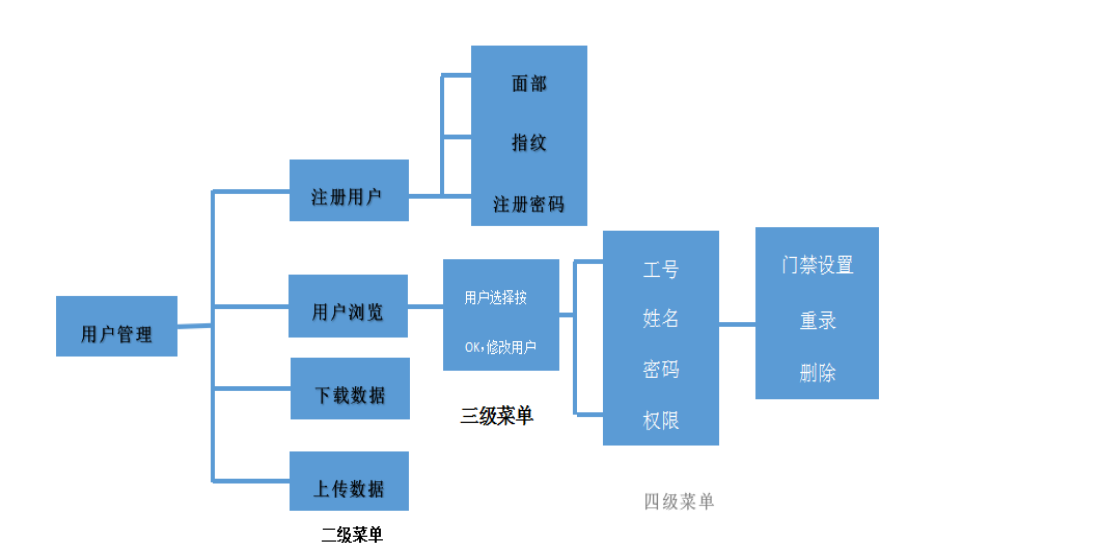 用户管理
注册用户
用户浏览
下载数据
上传数据
二级菜单
面部
指纹
注册密码
用户选择按
OK，修改用户
三级菜单
工号
姓名
密码
权限
四级菜单
门禁设置
重录
删除